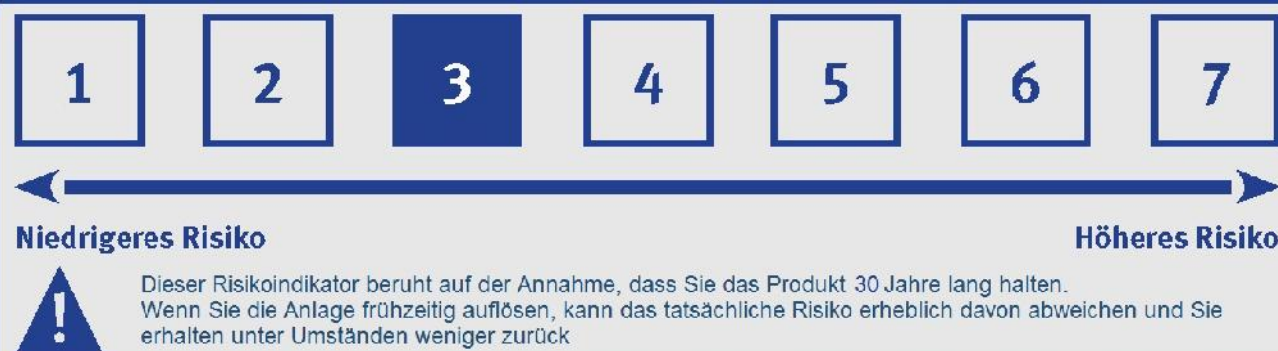 1 2 3 4 5 6 7
Niedrigeres Risiko Höheres Risiko
!
Dieser Risikoindikator beruht auf der Annahme, dass Sie das Produkt 30 Jahre lang halten.
Wenn Sie die Anlage frühzeitig auflösen, kann das tatsächliche Risiko erheblich davon abweichen und Sie
erhalten unter Umständen weniger zurück